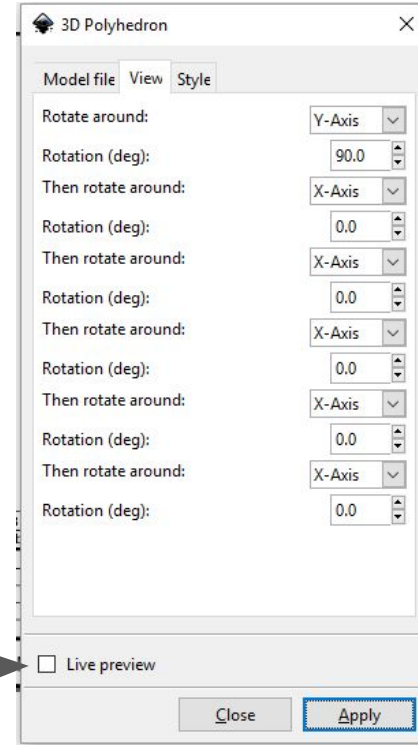 3D Polyhedron
Model file View Style
Rotate around: Y-Axis
Rotation (deg): 90.0
Then rotate around: X-Axis
Rotation (deg): 0.0
Then rotate around: X-Axis
Rotation (deg): 0.0
Then rotate around: X-Axis
Rotation (deg): 0.0
Then rotate around: X-Axis
Rotation (deg): 0.0
Then rotate around: X-Axis
Rotation (deg): 0.0
Live preview
Close Apply